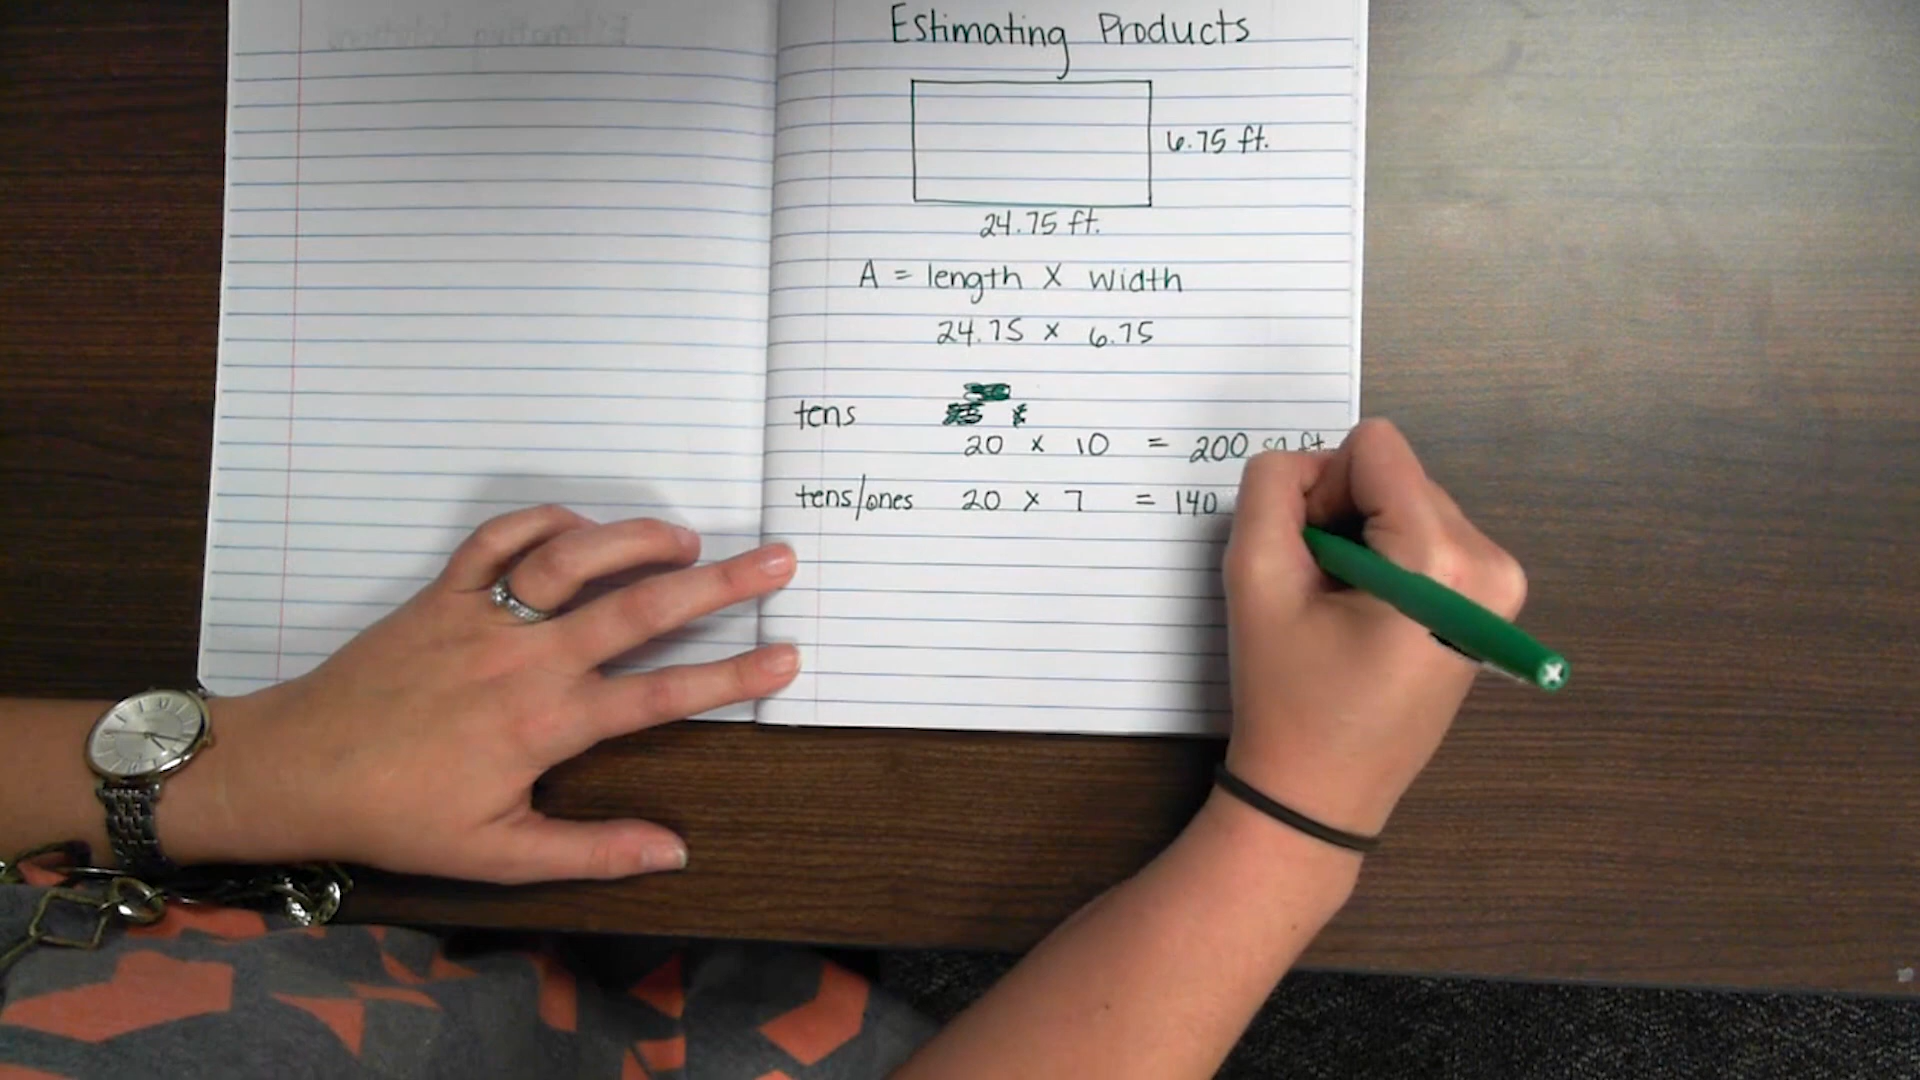 Estimating Products
6.75 ft.
24.75 ft.
A = length X width
24.75 x 6.75
tens
20 x 10 = 200 sq ft
tens/ones 20 x 7 = 140